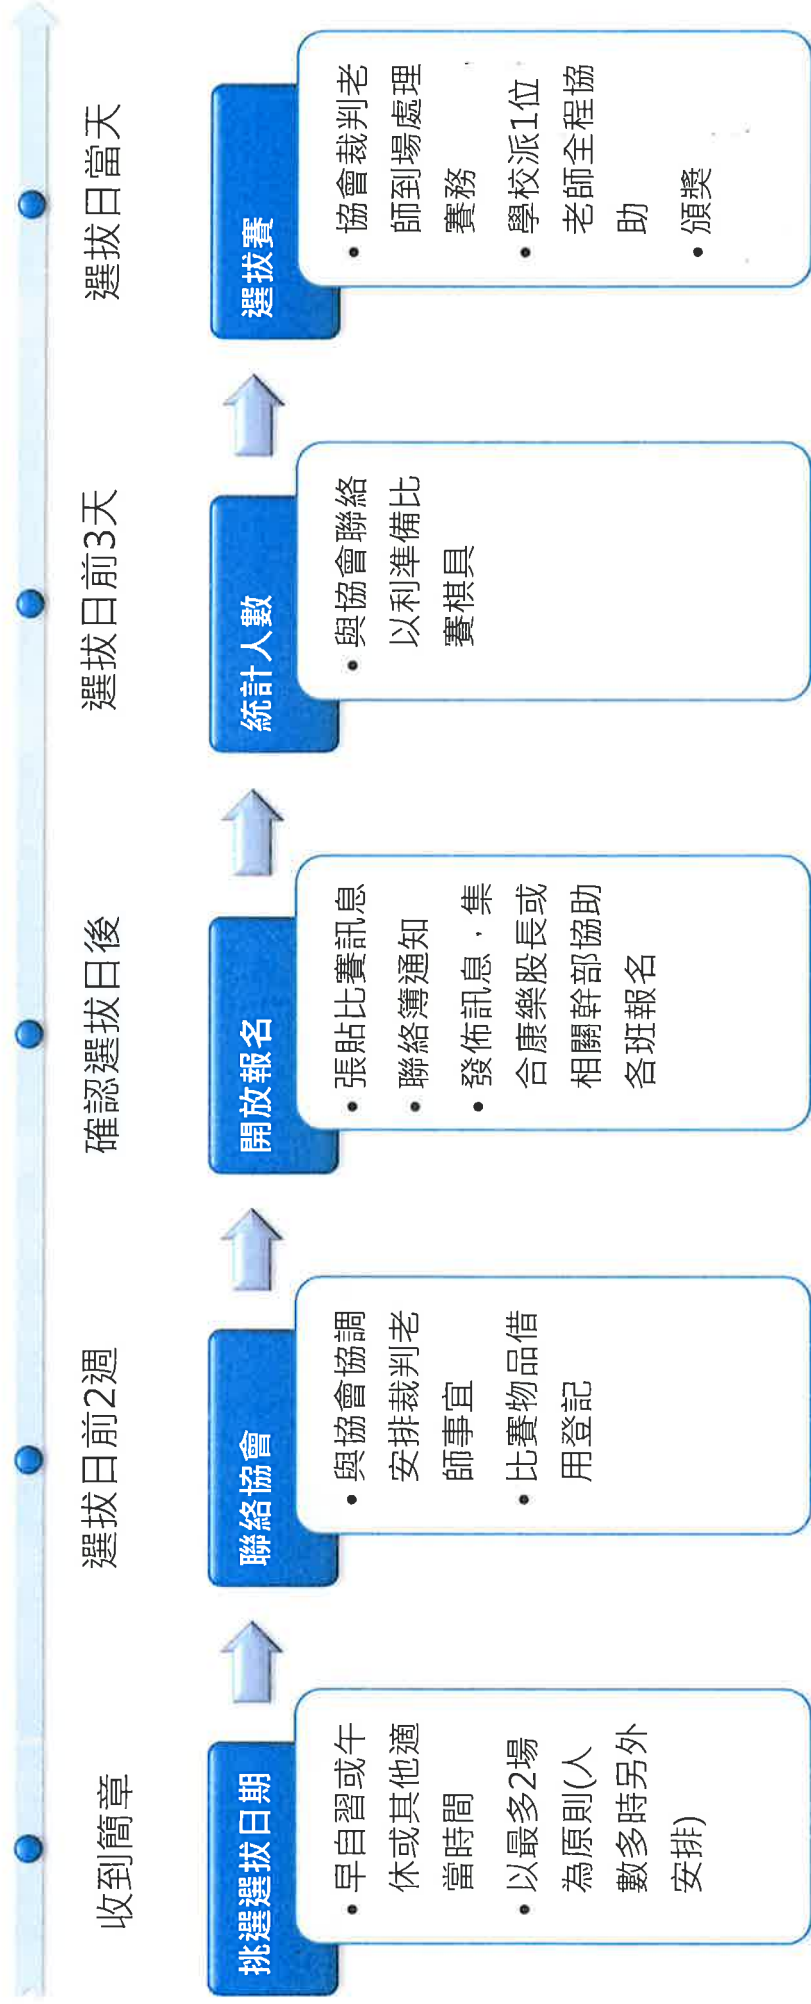 收到簡章
選拔日前2週
確認選拔日後
選拔日前3天
選拔日當天
挑選選拔日期
• 早自習或午
休或其他適
當時間
• 以最多2場
為原則(人
數多時另外
安排)
聯絡協會
• 與協會協調
安排裁判老
師事宜
• 比賽物品借
用登記
開放報名
• 張貼比賽訊息
• 聯絡簿通知
• 發佈訊息,集
合康樂股長或
相關幹部協助
各班報名
統計人數
• 與協會聯絡
以利準備比
賽棋具
選拔賽
• 協會裁判老
師到場處理
賽務
• 學校派1位
老師全程協
助
• 頒獎